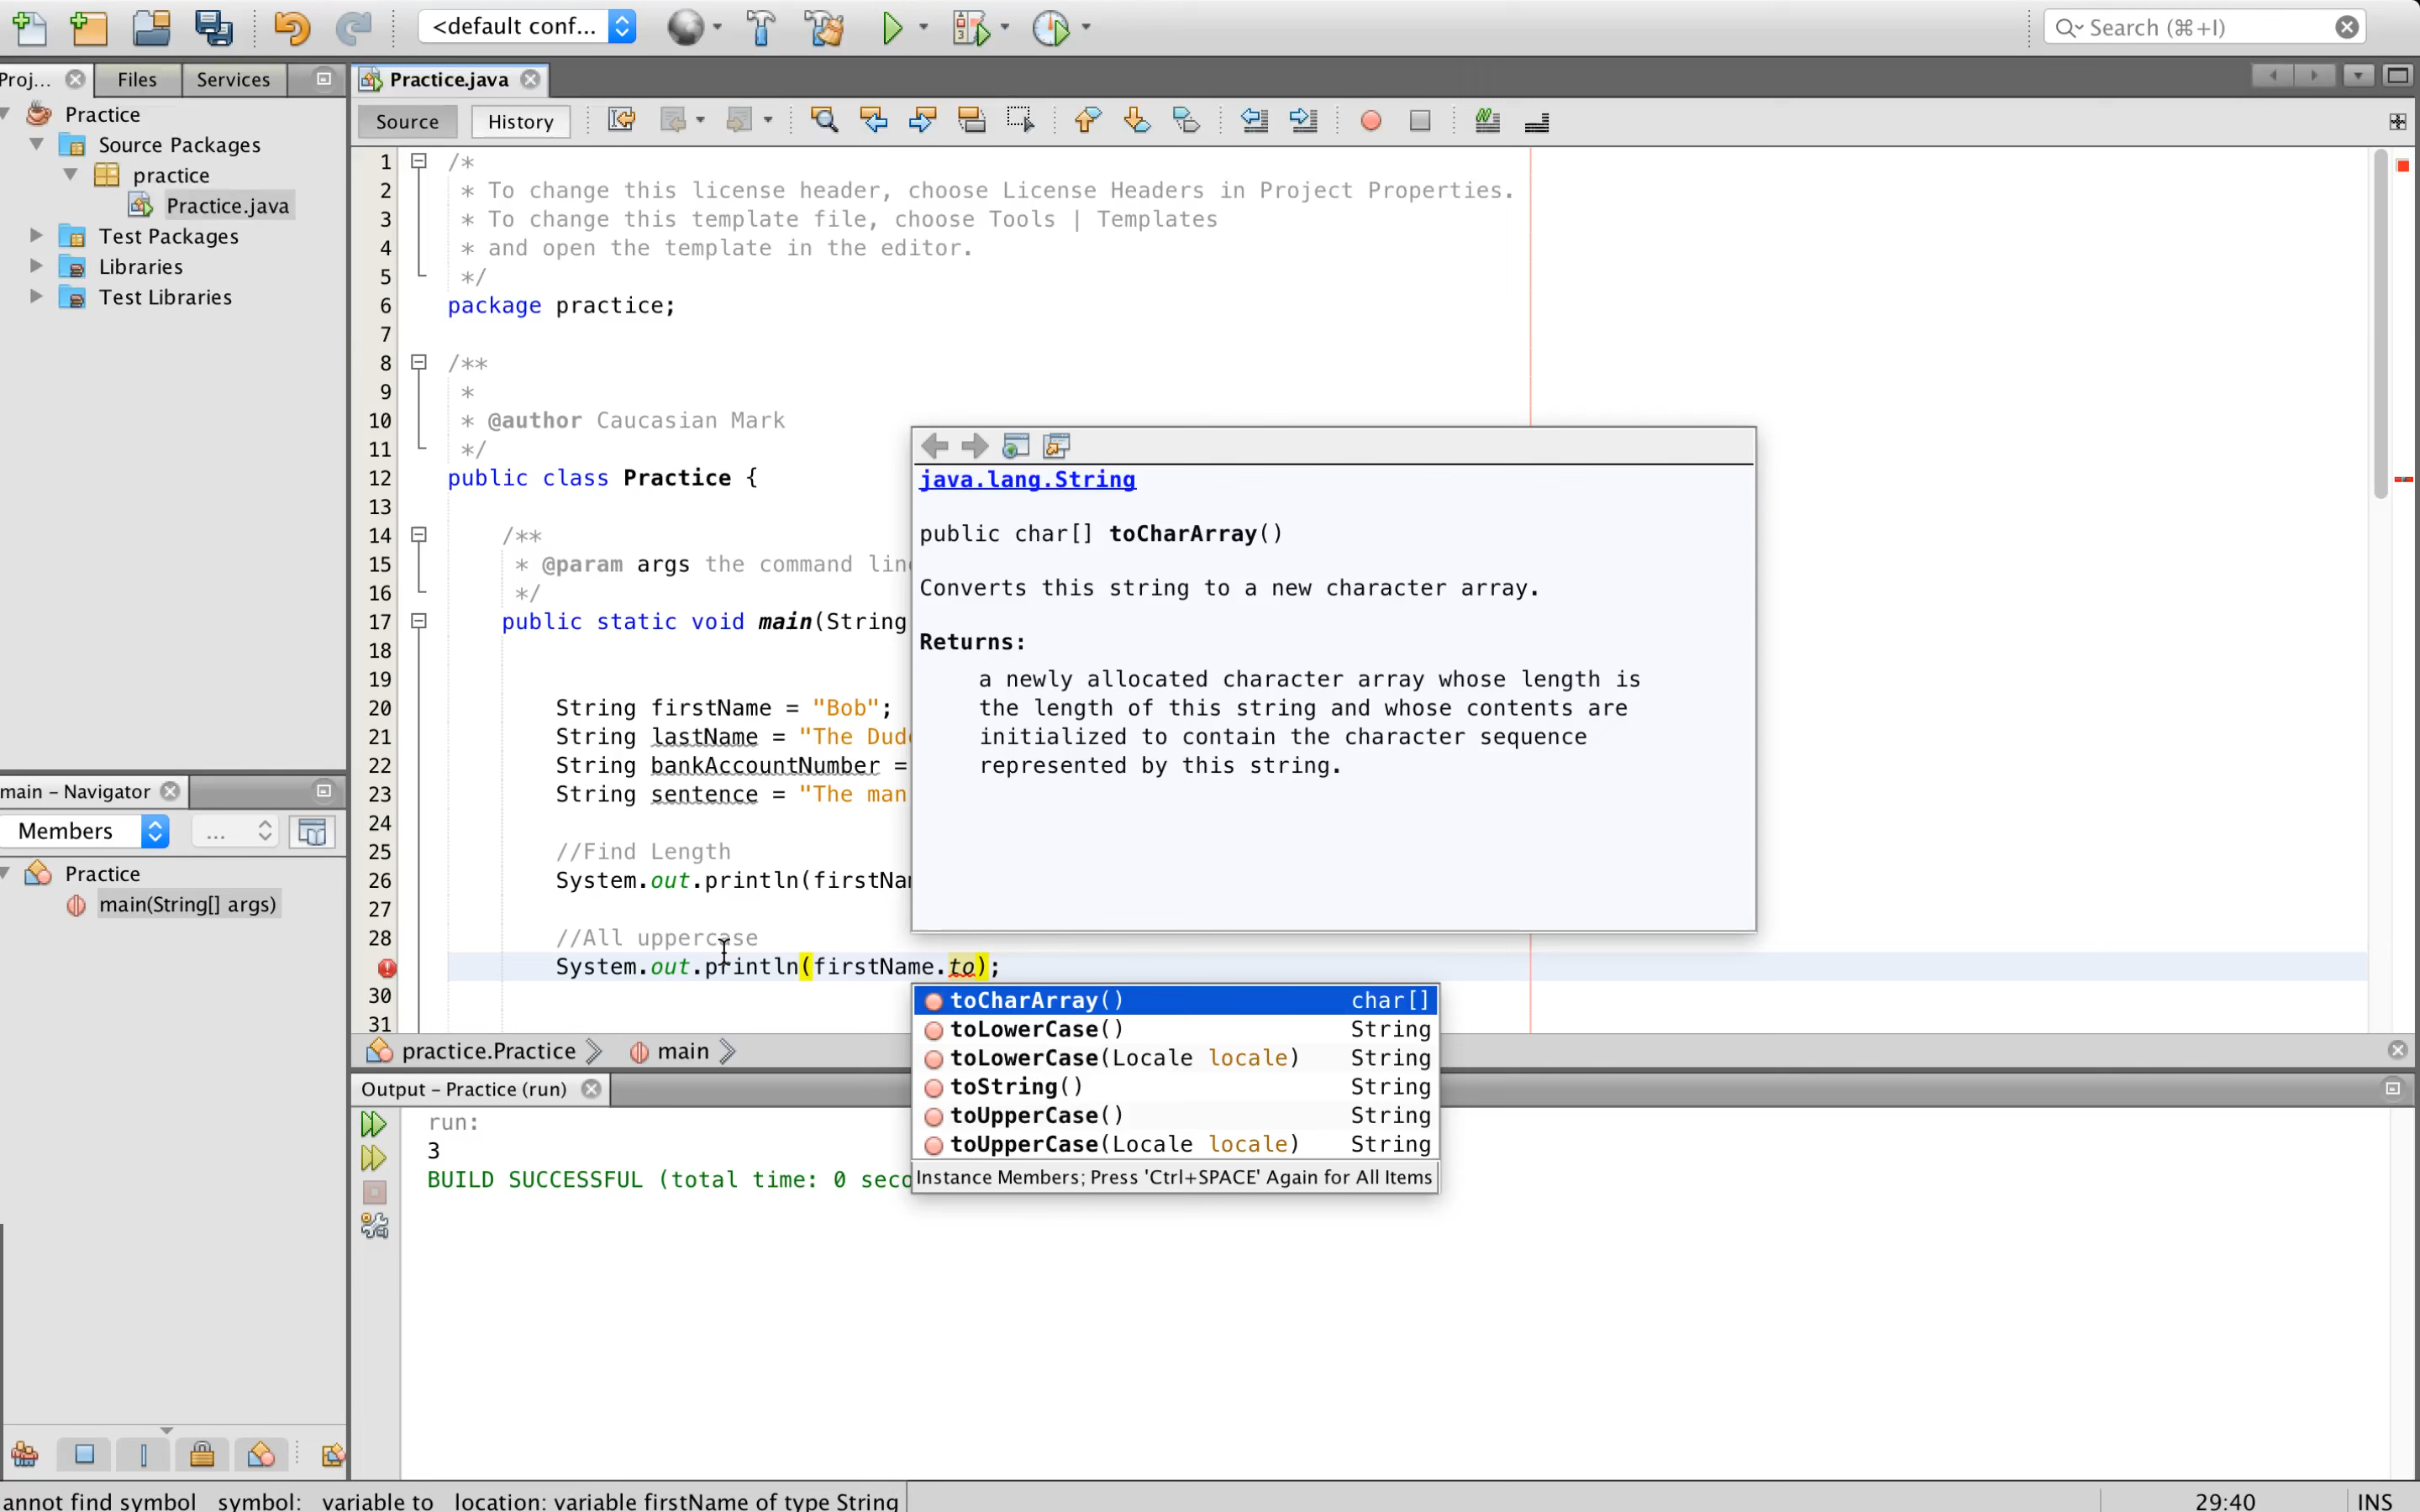 <default conf...
Search (⌘+I)
Proj...
Files
Services
Practice.java
Practice
Source Packages
practice
Practice.java
Test Packages
Libraries
Test Libraries
Source
History
1 /*
2 * To change this license header, choose License Headers in Project Properties.
3 * To change this template file, choose Tools | Templates
4 * and open the template in the editor.
5 */
6 package practice;
7
8 /**
9 *
10 * @author Caucasian Mark
11 */
12 public class Practice {
13
14 /**
15 * @param args the command lin
16 */
17 public static void main(String
18
19
20 String firstName = "Bob";
21 String lastName = "The Dud
22 String bankAccountNumber =
23 String sentence = "The man
24
25 //Find Length
26 System.out.println(firstNa
27
28 //All uppercase
System.out.println(firstName.to);
30
31
java.lang.String
public char[] toCharArray()
Converts this string to a new character array.
Returns:
a newly allocated character array whose length is
the length of this string and whose contents are
initialized to contain the character sequence
represented by this string.
toCharArray() char[]
toLowerCase() String
toLowerCase(Locale locale) String
toString() String
toUpperCase() String
toUpperCase(Locale locale) String
Instance Members; Press 'Ctrl+SPACE' Again for All Items
main – Navigator
Members
...
Practice
main(String[] args)
practice.Practice
main
Output – Practice (run)
run:
3
BUILD SUCCESSFUL (total time: 0 seco
annot find symbol symbol: variable to location: variable firstName of type String
29:40
INS